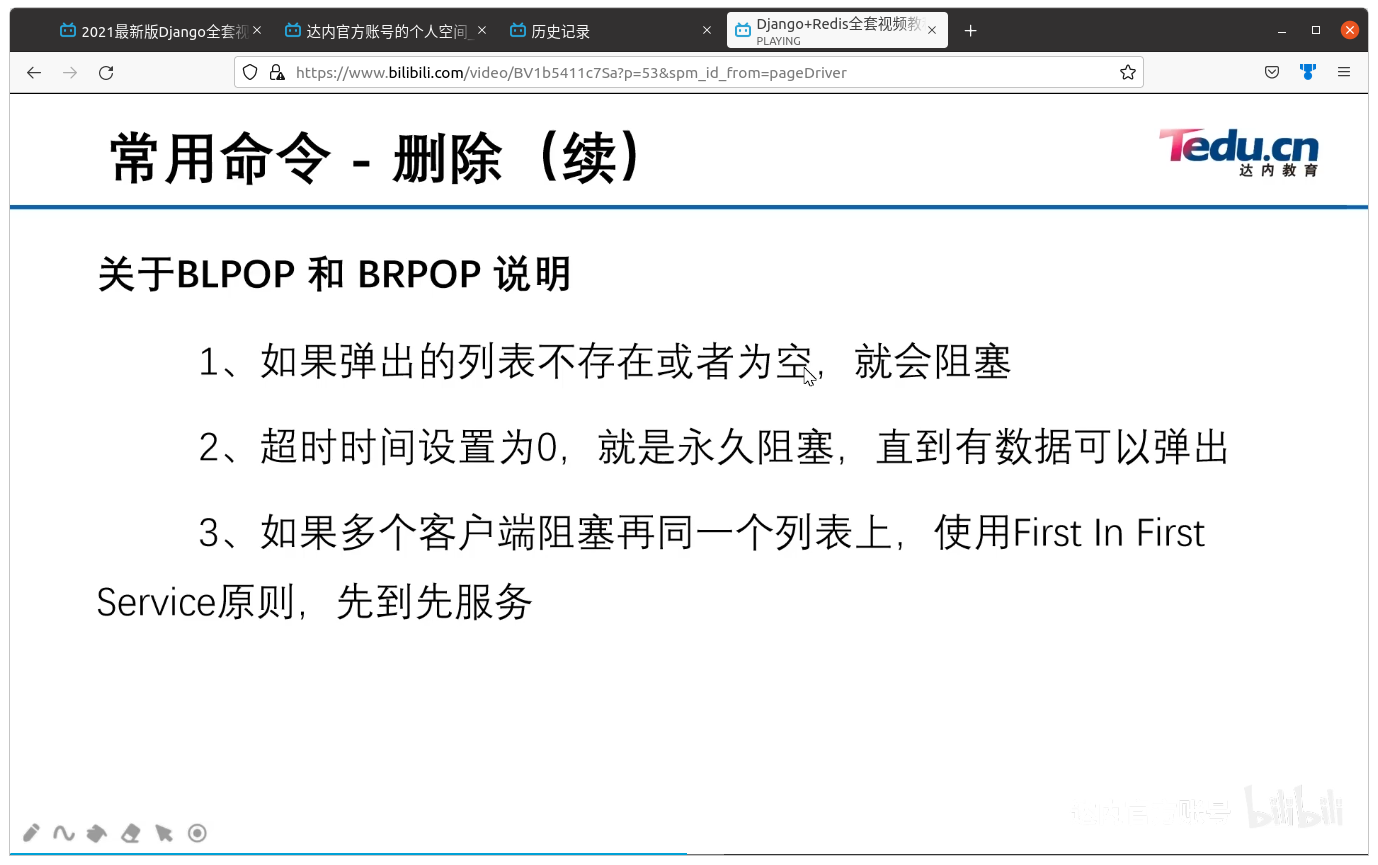 2021最新版Django全套视
达内官方账号的个人空间_
历史记录
Django+Redis全套视频教
PLAYING
https://www.bilibili.com/video/BV1b5411c7Sa?p=53&spm_id_from=pageDriver
常用命令 - 删除（续）
Tedu.cn
达内教育
关于BLPOP 和 BRPOP 说明
1、如果弹出的列表不存在或者为空，就会阻塞
2、超时时间设置为0，就是永久阻塞，直到有数据可以弹出
3、如果多个客户端阻塞再同一个列表上，使用First In First
Service原则，先到先服务
达内官方账号 bilibili